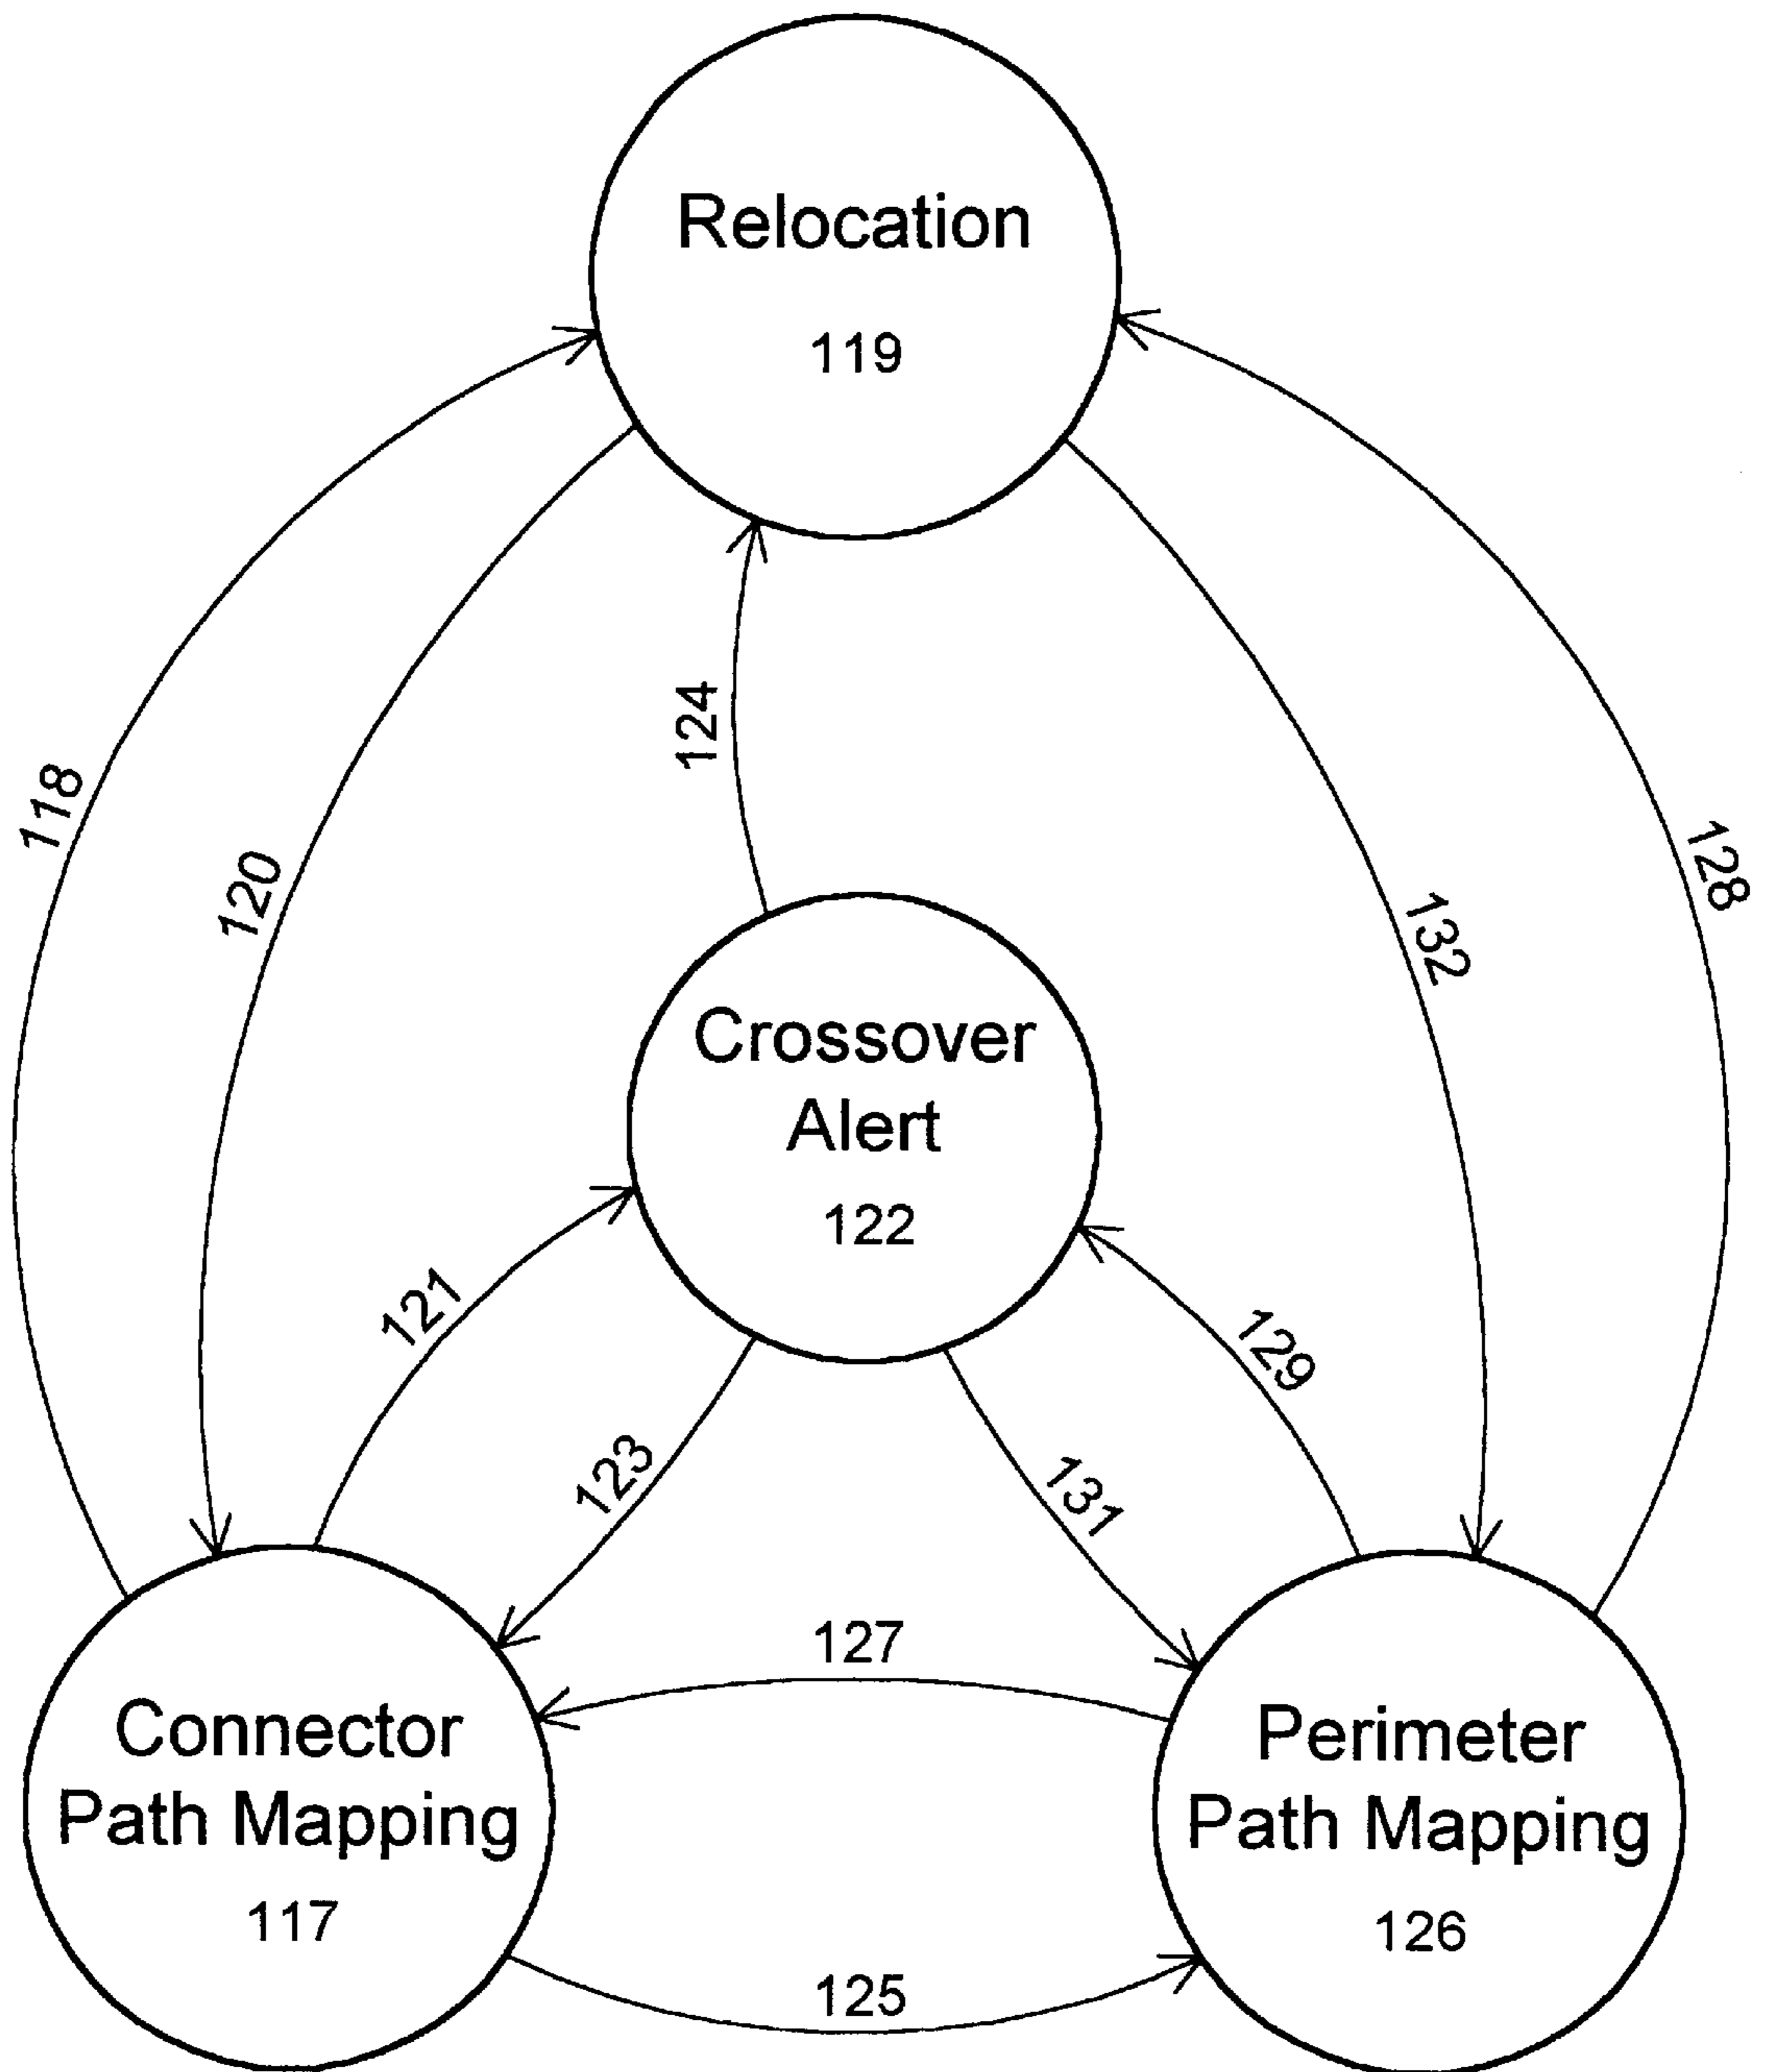 Relocation
119
124
118
120
128
132
Crossover
Alert
122
121
129
123
131
127
Connector
Path Mapping
117
Perimeter
Path Mapping
126
125